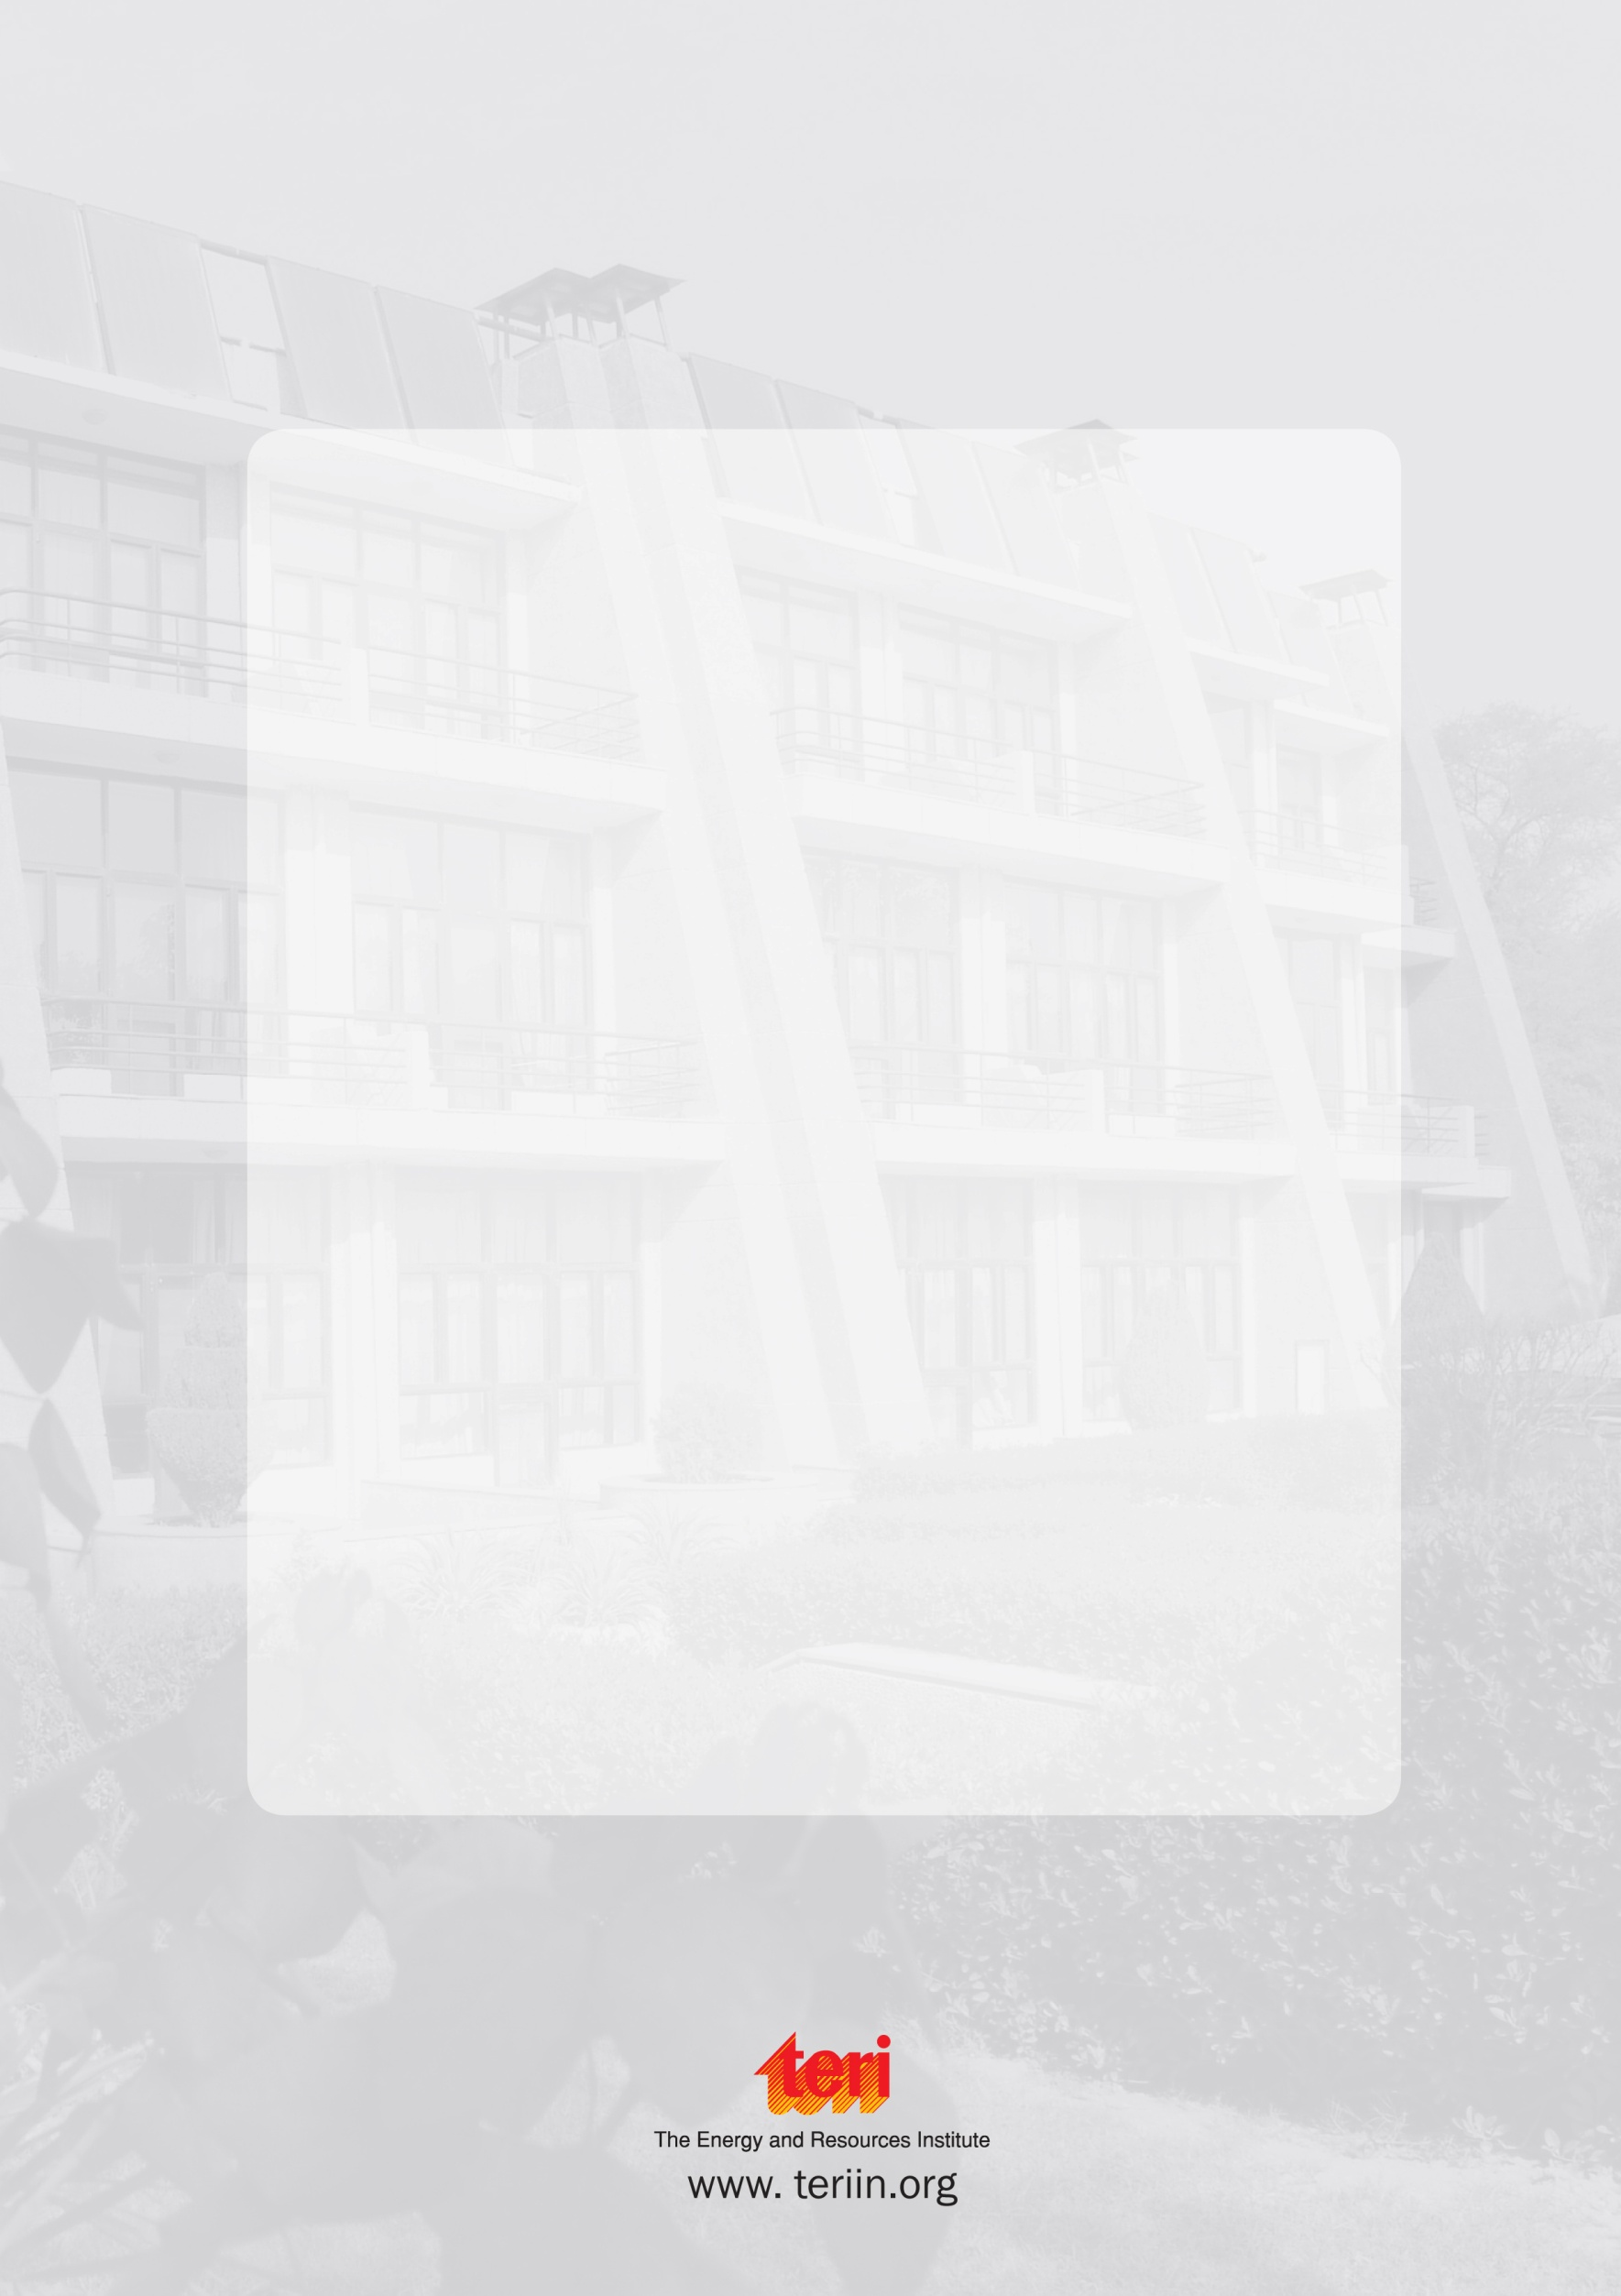 teri
The Energy and Resources Institute
www. teriin.org